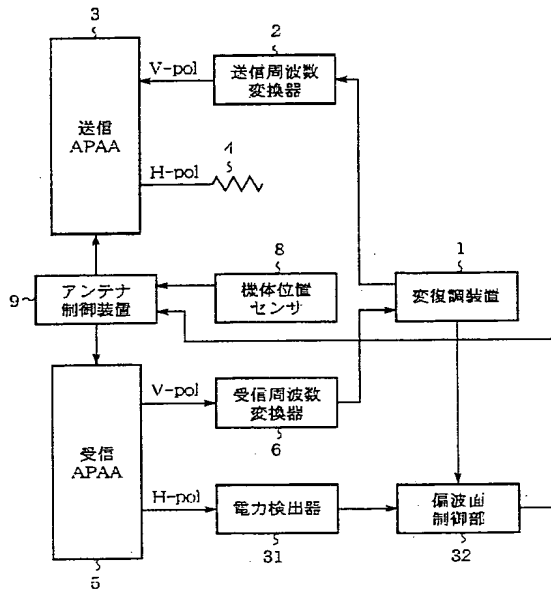 3
2
V-pol
送信周波数
変換器
送信
APAA
H-pol
4
8
1
9
アンテナ
制御装置
機体位置
センサ
変復調装置
V-pol
受信周波数
変換器
6
受信
APAA
H-pol
電力検出器
偏波面
制御部
5
31
32